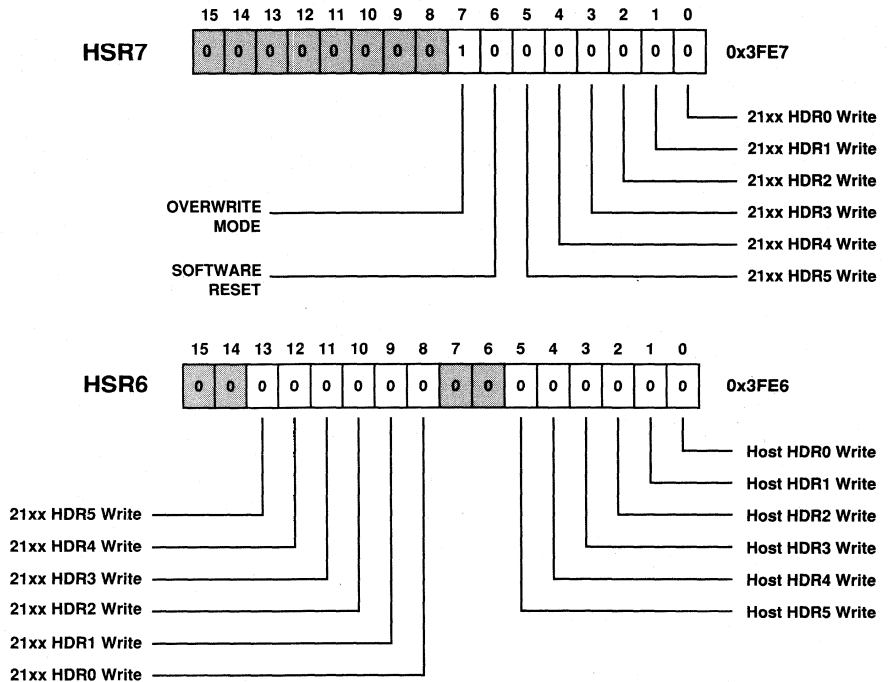 15 14 13 12 11 10 9 8 7 6 5 4 3 2 1 0
HSR7 0 0 0 0 0 0 0 0 1 0 0 0 0 0 0 0 0x3FE7
21xx HDR0 Write
21xx HDR1 Write
21xx HDR2 Write
OVERWRITE
MODE
21xx HDR3 Write
21xx HDR4 Write
SOFTWARE
RESET
21xx HDR5 Write
15 14 13 12 11 10 9 8 7 6 5 4 3 2 1 0
HSR6 0 0 0 0 0 0 0 0 0 0 0 0 0 0 0 0 0x3FE6
Host HDR0 Write
Host HDR1 Write
21xx HDR5 Write
Host HDR2 Write
21xx HDR4 Write
Host HDR3 Write
21xx HDR3 Write
Host HDR4 Write
21xx HDR2 Write
Host HDR5 Write
21xx HDR1 Write
21xx HDR0 Write